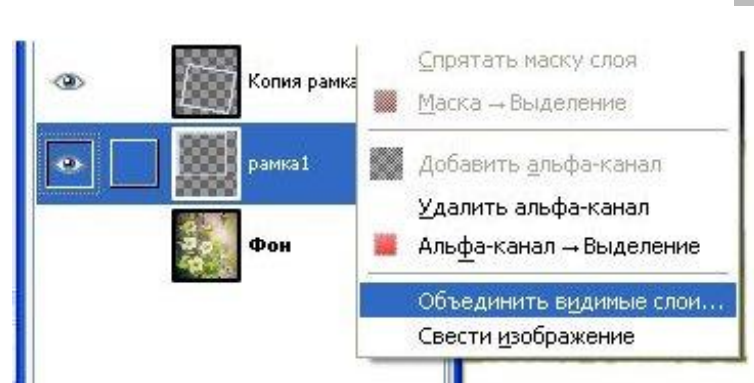 Копия рамка
рамка1
Фон
Спрятать маску слоя
Маска → Выделение
Добавить альфа-канал
Удалить альфа-канал
Альфа-канал → Выделение
Объединить видимые слои...
Свести изображение